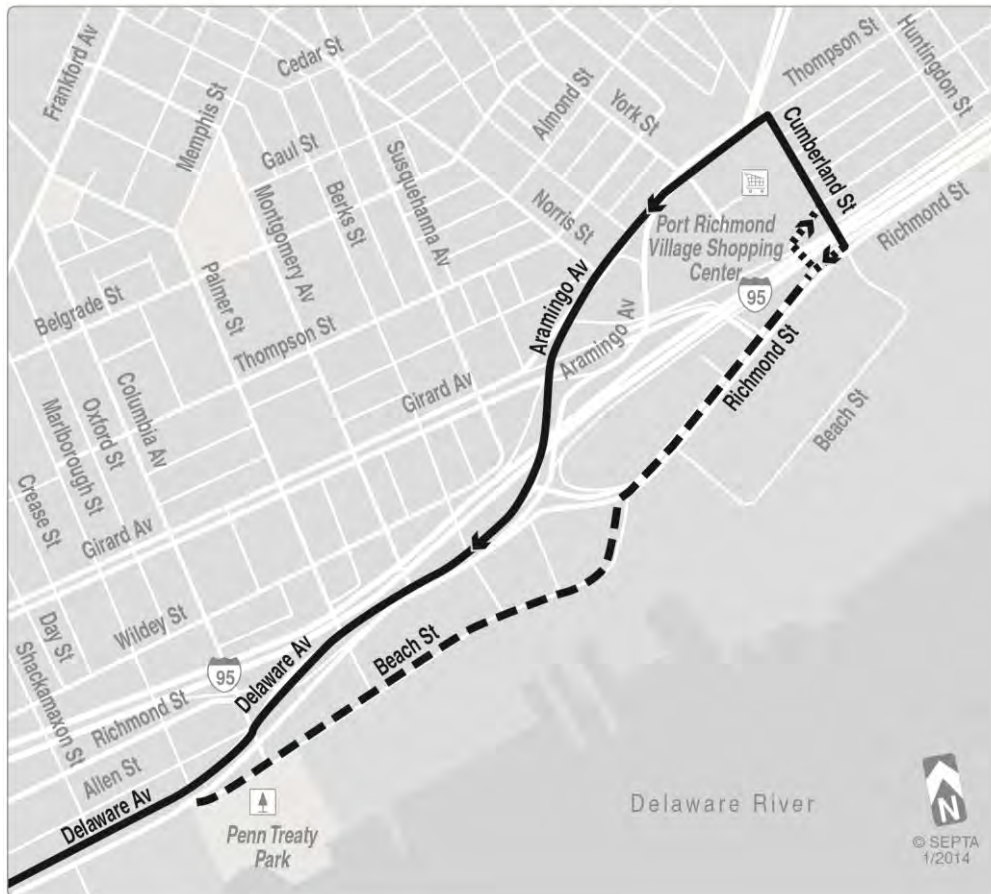 Frankford Av
Cedar St
Memphis St
Gaul St
Almond St
York St
Thompson St
Huntingdon St
Cumberland St
Richmond St
Susquehanna Av
Berks St
Montgomery Av
Norris St
Port Richmond
Village Shopping
Center
95
Palmer St
Belgrade St
Thompson St
Aramingo Av
Aramingo Av
Richmond St
Girard Av
Columbia Av
Oxford St
Marlborough St
Crease St
Beach St
Girard Av
Day St
Wildey St
Shackamaxon St
95
Delaware Av
Beach St
Richmond St
Allen St
Delaware Av
Penn Treaty
Park
Delaware River
N
© SEPTA
1/2014